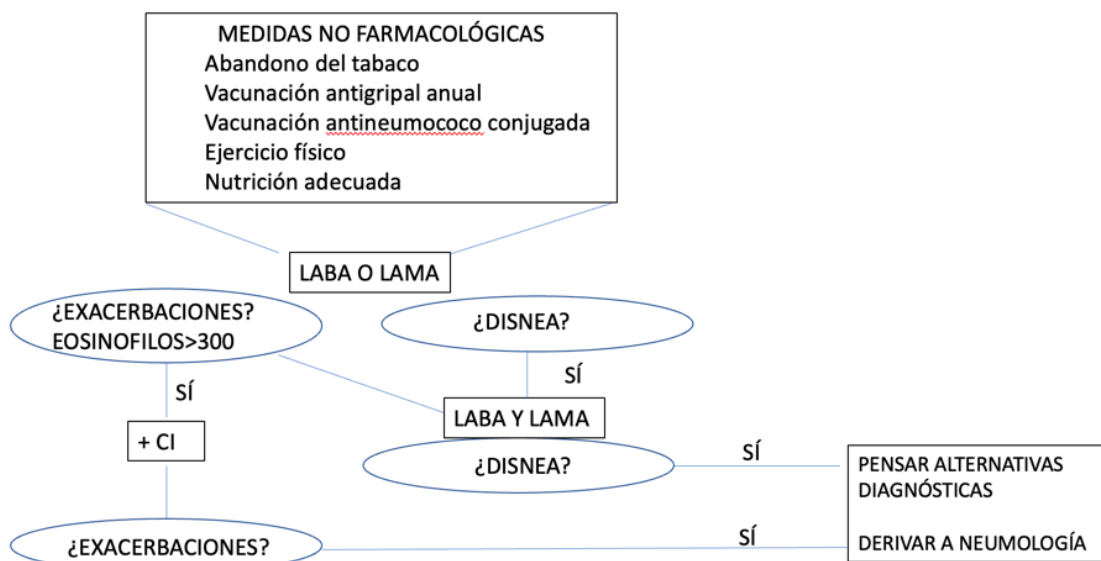 MEDIDAS NO FARMACOLÓGICAS
Abandono del tabaco
Vacunación antigripal anual
Vacunación antineumococo conjugada
Ejercicio físico
Nutrición adecuada
LABA O LAMA
¿EXACERBACIONES?
EOSINOFILOS>300
¿DISNEA?
SÍ
SÍ
LABA Y LAMA
+ CI
¿DISNEA?
SÍ
PENSAR ALTERNATIVAS
DIAGNÓSTICAS
DERIVAR A NEUMOLOGÍA
¿EXACERBACIONES?
SÍ